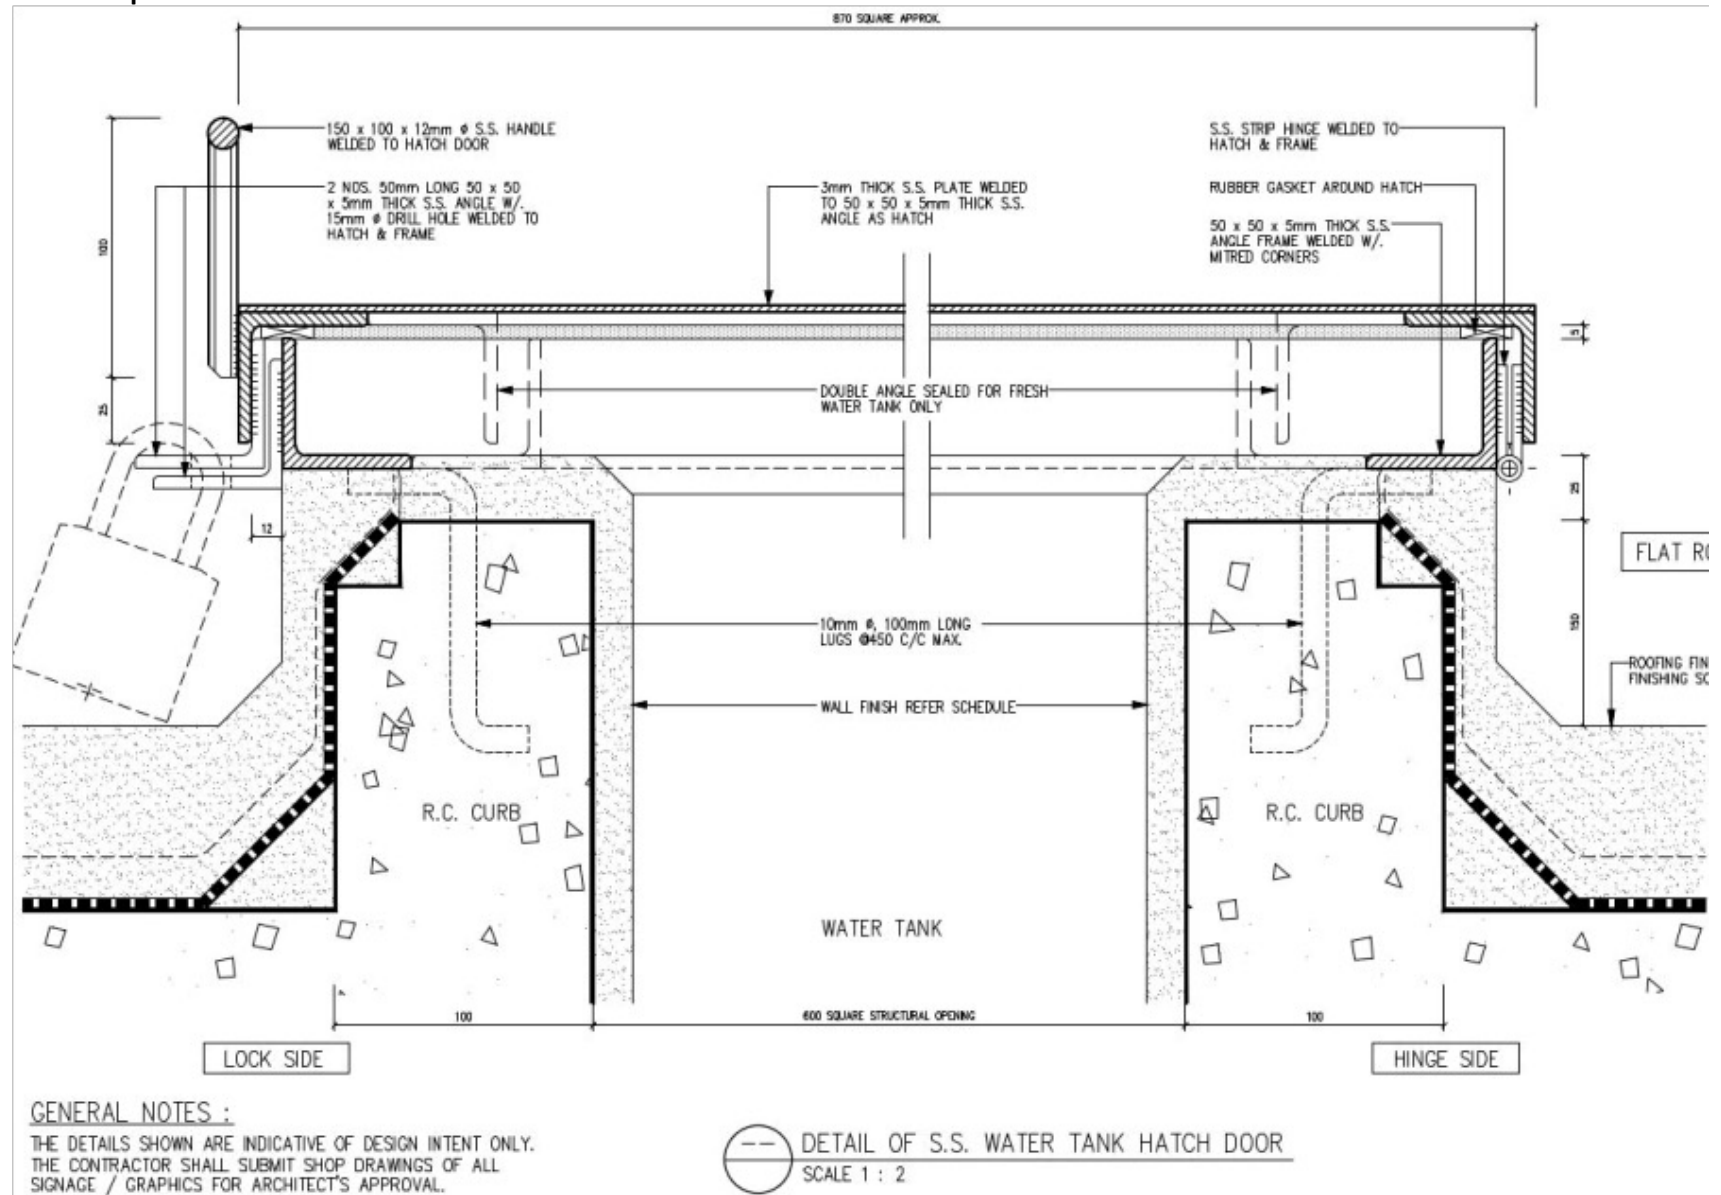 870 SQUARE APPROX.
150 x 100 x 12mm ø S.S. HANDLE
WELDED TO HATCH DOOR
2 NOS. 50mm LONG 50 x 50
x 5mm THICK S.S. ANGLE W/.
15mm ø DRILL HOLE WELDED TO
HATCH & FRAME
3mm THICK S.S. PLATE WELDED
TO 50 x 50 x 5mm THICK S.S.
ANGLE AS HATCH
S.S. STRIP HINGE WELDED TO
HATCH & FRAME
RUBBER GASKET AROUND HATCH
50 x 50 x 5mm THICK S.S.
ANGLE FRAME WELDED W/.
MITRED CORNERS
100
25
5
DOUBLE ANGLE SEALED FOR FRESH
WATER TANK ONLY
12
25
FLAT RO
10mm ø, 100mm LONG
LUGS @450 C/C MAX.
150
ROOFING FIN
FINISHING SC
WALL FINISH REFER SCHEDULE
R.C. CURB
R.C. CURB
WATER TANK
100
600 SQUARE STRUCTURAL OPENING
100
LOCK SIDE
HINGE SIDE
GENERAL NOTES :
THE DETAILS SHOWN ARE INDICATIVE OF DESIGN INTENT ONLY.
THE CONTRACTOR SHALL SUBMIT SHOP DRAWINGS OF ALL
SIGNAGE / GRAPHICS FOR ARCHITECT'S APPROVAL.
DETAIL OF S.S. WATER TANK HATCH DOOR
SCALE 1 : 2